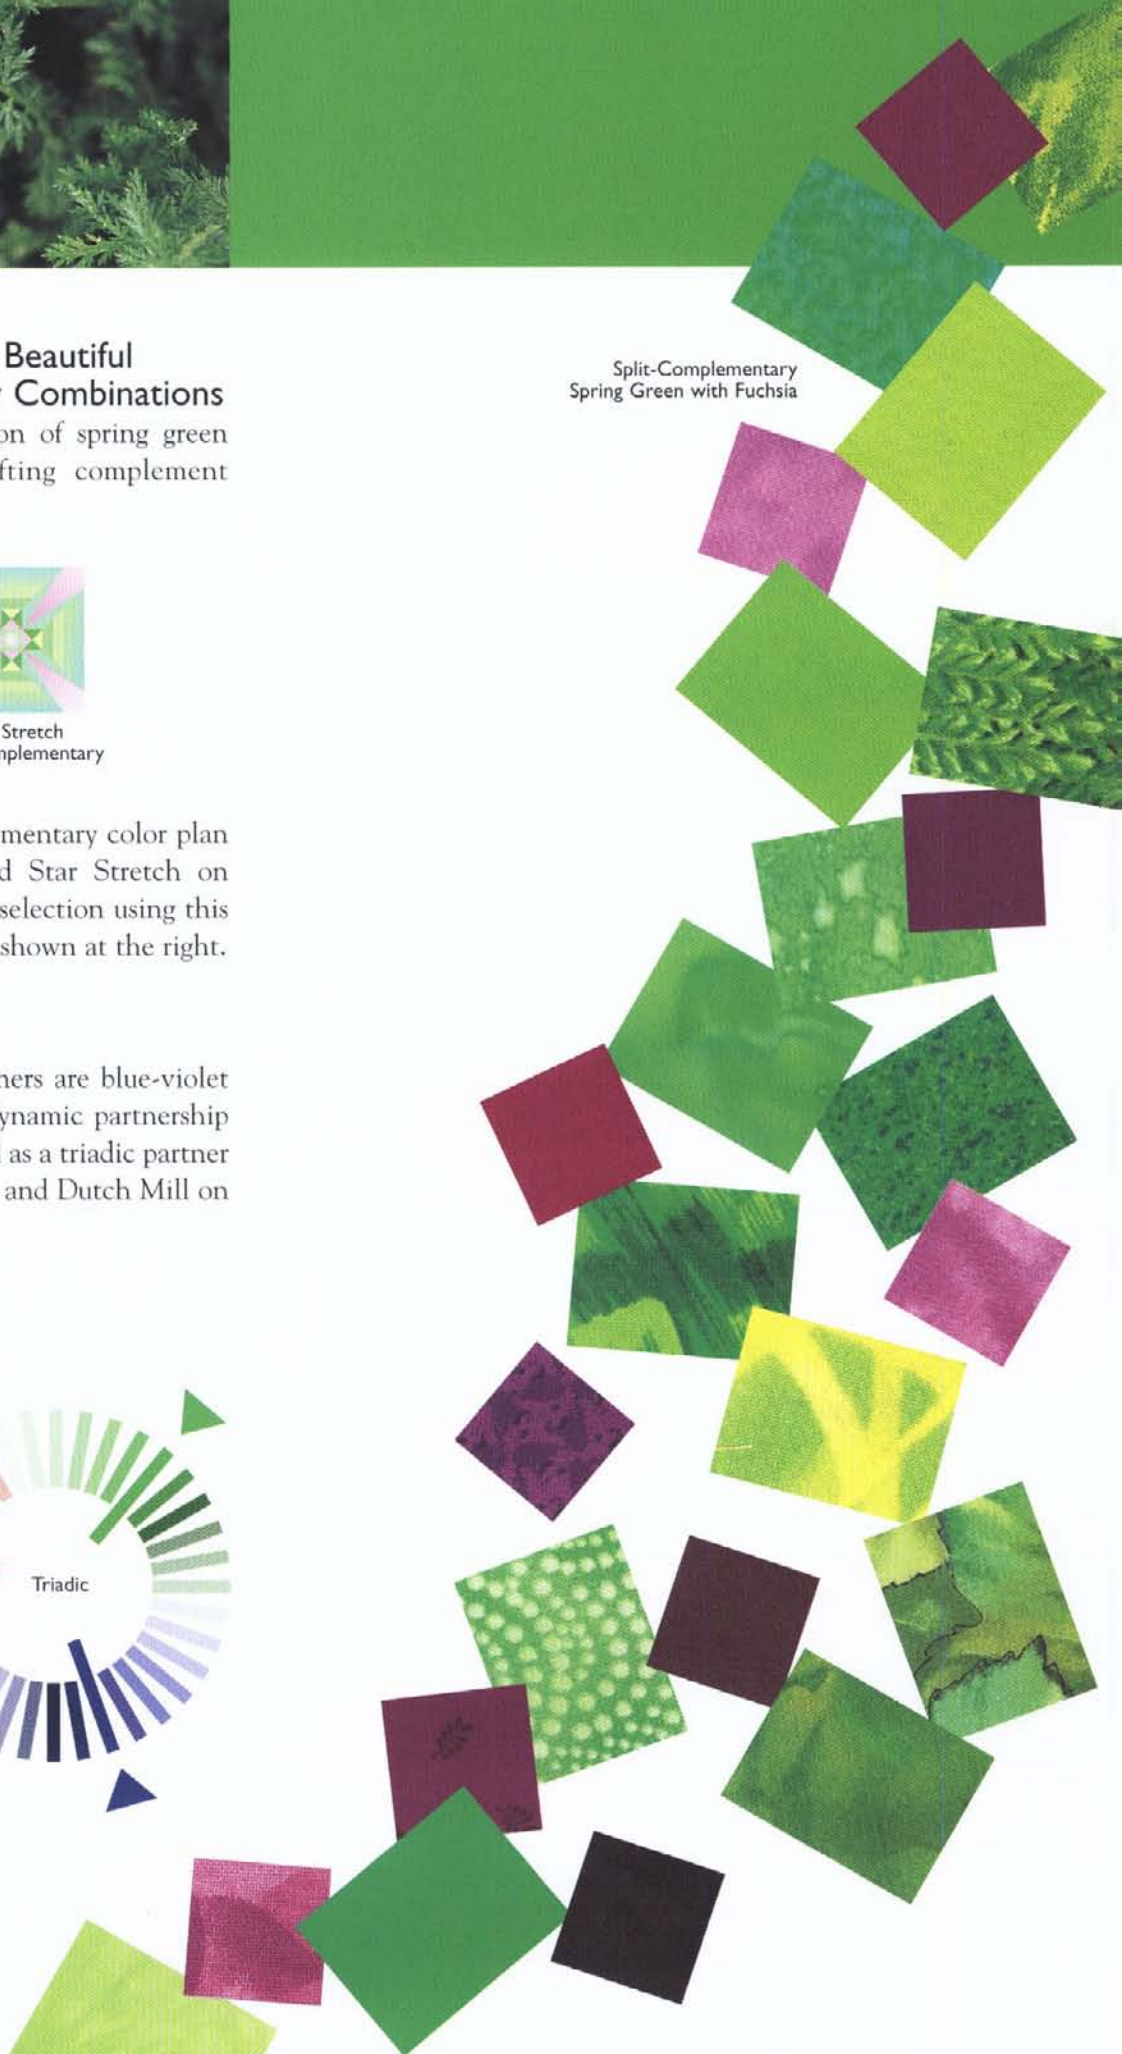 Beautiful
Combinations
on of spring green
fting complement
Split-Complementary
Spring Green with Fuchsia
Stretch
mplementary
mentary color plan
d Star Stretch on
selection using this
shown at the right.
ners are blue-violet
ynamic partnership
as a triadic partner
and Dutch Mill on
Triadic